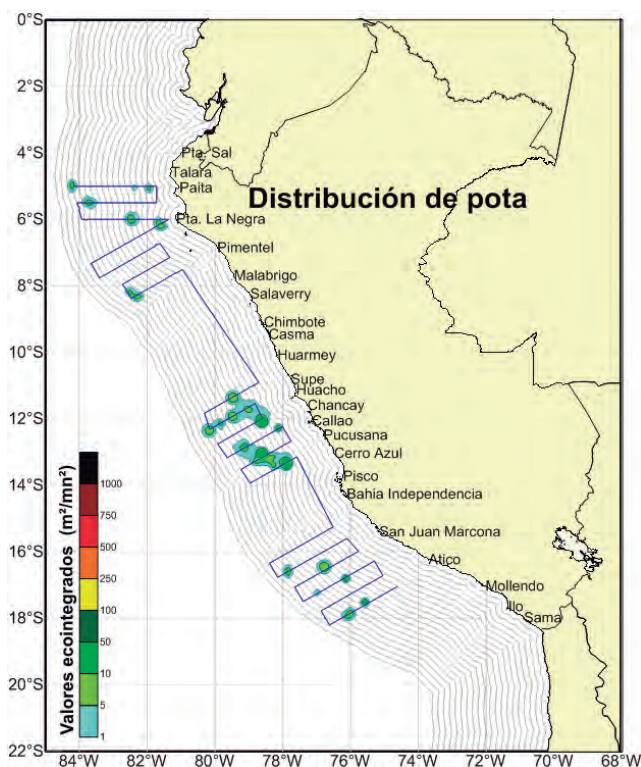 0°S
2°S
4°S
6°S
8°S
10°S
12°S
14°S
16°S
18°S
20°S
22°S
Pta. Sal
Talara
Paita
Distribución de pota
Pta. La Negra
Pimentel
Malabrigo
Salaverry
Chimbote
Casma
Huarmey
Supe
Huacho
Chancay
Callao
Pucusana
Cerro Azul
Pisco
Bahia Independencia
San Juan Marcona
Atico
Mollendo
Ilo
Sama
Valores ecointegrados (m²/mn²)
1000
750
500
250
100
50
10
5
1
84°W 82°W 80°W 78°W 76°W 74°W 72°W 70°W 68°W